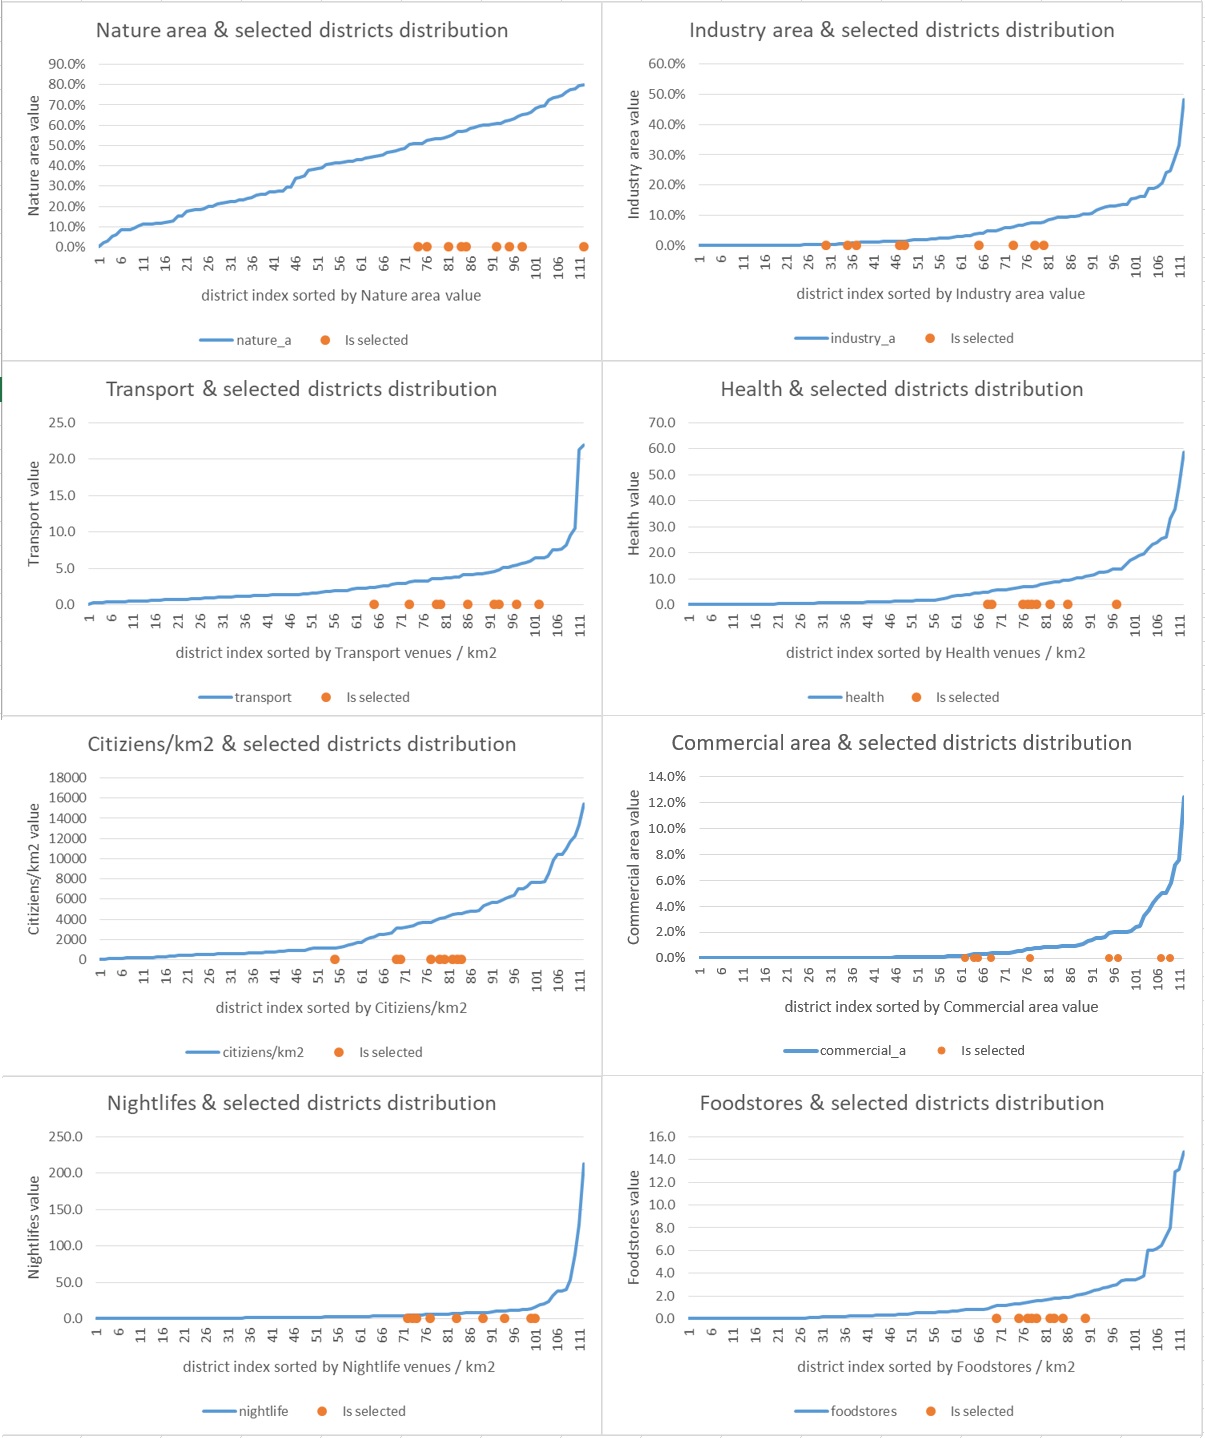 Nature area & selected districts distribution
Nature area value
90.0%
80.0%
70.0%
60.0%
50.0%
40.0%
30.0%
20.0%
10.0%
0.0%
1 6 11 16 21 26 31 36 41 46 51 56 61 66 71 76 81 86 91 96 101 106 111
district index sorted by Nature area value
nature_a Is selected
Industry area & selected districts distribution
Industry area value
60.0%
50.0%
40.0%
30.0%
20.0%
10.0%
0.0%
1 6 11 16 21 26 31 36 41 46 51 56 61 66 71 76 81 86 91 96 101 106 111
district index sorted by Industry area value
industry_a Is selected
Transport & selected districts distribution
Transport value
25.0
20.0
15.0
10.0
5.0
0.0
1 6 11 16 21 26 31 36 41 46 51 56 61 66 71 76 81 86 91 96 101 106 111
district index sorted by Transport venues / km2
transport Is selected
Health & selected districts distribution
Health value
70.0
60.0
50.0
40.0
30.0
20.0
10.0
0.0
1 6 11 16 21 26 31 36 41 46 51 56 61 66 71 76 81 86 91 96 101 106 111
district index sorted by Health venues / km2
health Is selected
Citiziens/km2 & selected districts distribution
Citiziens/km2 value
18000
16000
14000
12000
10000
8000
6000
4000
2000
0
1 6 11 16 21 26 31 36 41 46 51 56 61 66 71 76 81 86 91 96 101 106 111
district index sorted by Citiziens/km2
citiziens/km2 Is selected
Commercial area & selected districts distribution
Commercial area value
14.0%
12.0%
10.0%
8.0%
6.0%
4.0%
2.0%
0.0%
1 6 11 16 21 26 31 36 41 46 51 56 61 66 71 76 81 86 91 96 101 106 111
district index sorted by Commercial area value
commercial_a Is selected
Nightlifes & selected districts distribution
Nightlifes value
250.0
200.0
150.0
100.0
50.0
0.0
1 6 11 16 21 26 31 36 41 46 51 56 61 66 71 76 81 86 91 96 101 106 111
district index sorted by Nightlife venues / km2
nightlife Is selected
Foodstores & selected districts distribution
Foodstores value
16.0
14.0
12.0
10.0
8.0
6.0
4.0
2.0
0.0
1 6 11 16 21 26 31 36 41 46 51 56 61 66 71 76 81 86 91 96 101 106 111
district index sorted by Foodstores / km2
foodstores Is selected